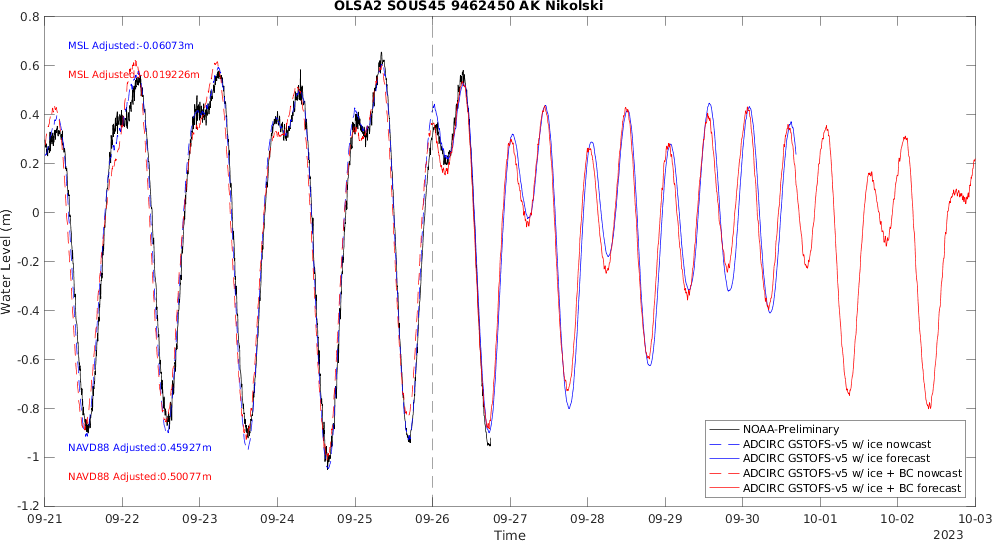 OLSA2 SOUS45 9462450 AK Nikolski
0.8
0.6
0.4
0.2
0
-0.2
-0.4
-0.6
-0.8
-1
-1.2
Water Level (m)
MSL Adjusted:-0.06073m
MSL Adjusted:-0.019226m
NAVD88 Adjusted:0.45927m
NAVD88 Adjusted:0.50077m
NOAA-Preliminary
ADCIRC GSTOFS-v5 w/ ice nowcast
ADCIRC GSTOFS-v5 w/ ice forecast
ADCIRC GSTOFS-v5 w/ ice + BC nowcast
ADCIRC GSTOFS-v5 w/ ice + BC forecast
09-21 09-22 09-23 09-24 09-25 09-26 09-27 09-28 09-29 09-30 10-01 10-02 10-03
Time
2023